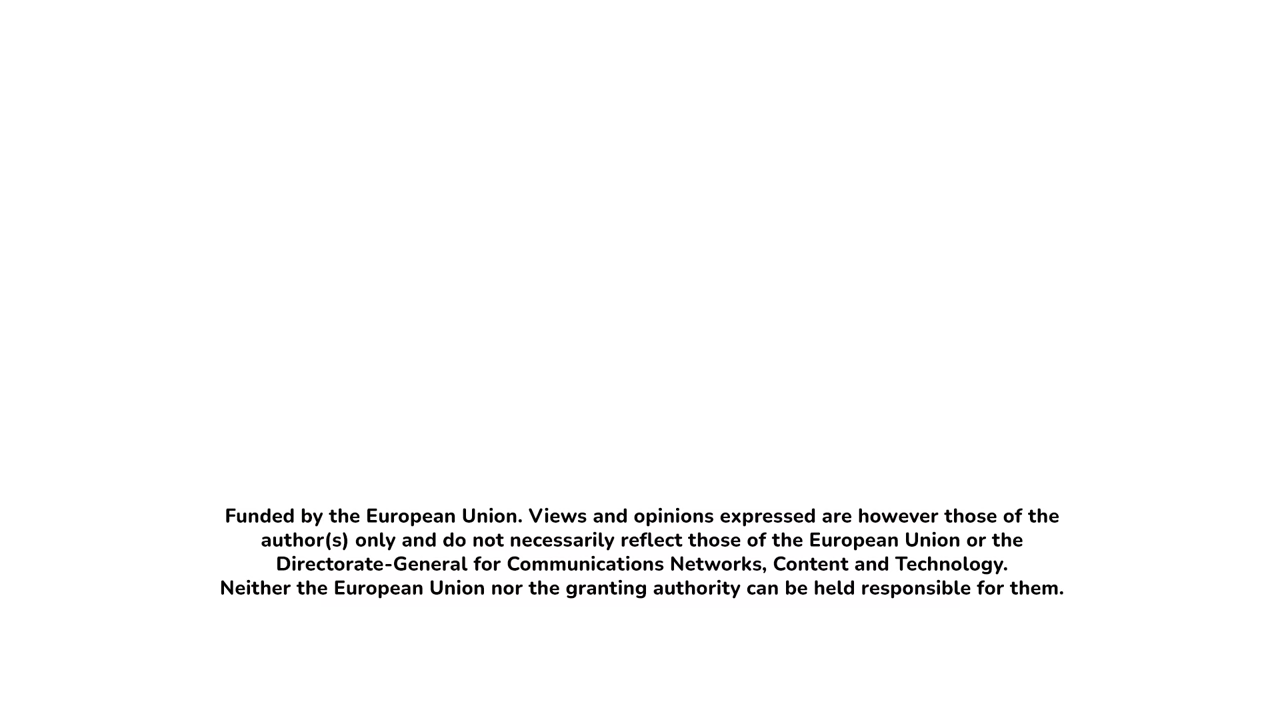 Funded by the European Union. Views and opinions expressed are however those of the
author(s) only and do not necessarily reflect those of the European Union or the
Directorate-General for Communications Networks, Content and Technology.
Neither the European Union nor the granting authority can be held responsible for them.